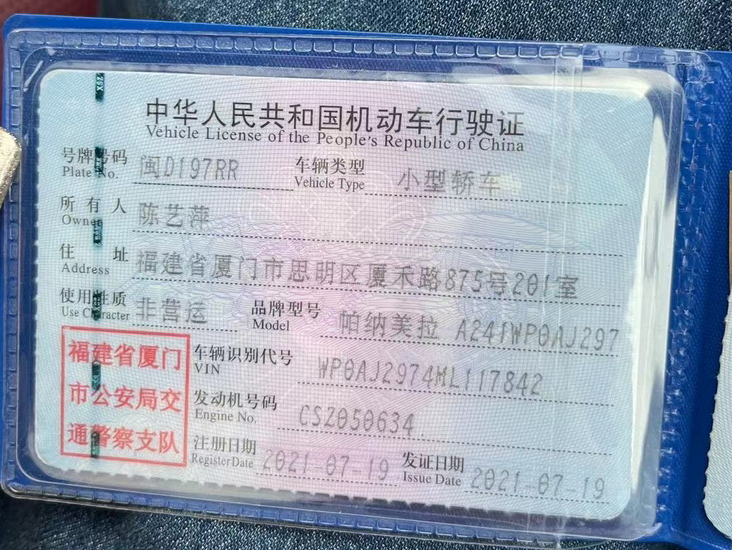 中华人民共和国机动车行驶证
Vehicle License of the People's Republic of China
号牌号码 闽D197RR 车辆类型 小型轿车
Plate No. Vehicle Type
所有人 陈艺萍
Owner
住址 福建省厦门市思明区厦禾路875号201室
Address
使用性质 非营运 品牌型号 帕纳美拉 A241WP0AJ297
Use Character Model
福建省厦门
市公安局交
通警察支队
车辆识别代号 WP0AJ2974ML117842
VIN
发动机号码 CSZ050634
Engine No.
注册日期 2021-07-19 发证日期 2021-07-19
Register Date Issue Date